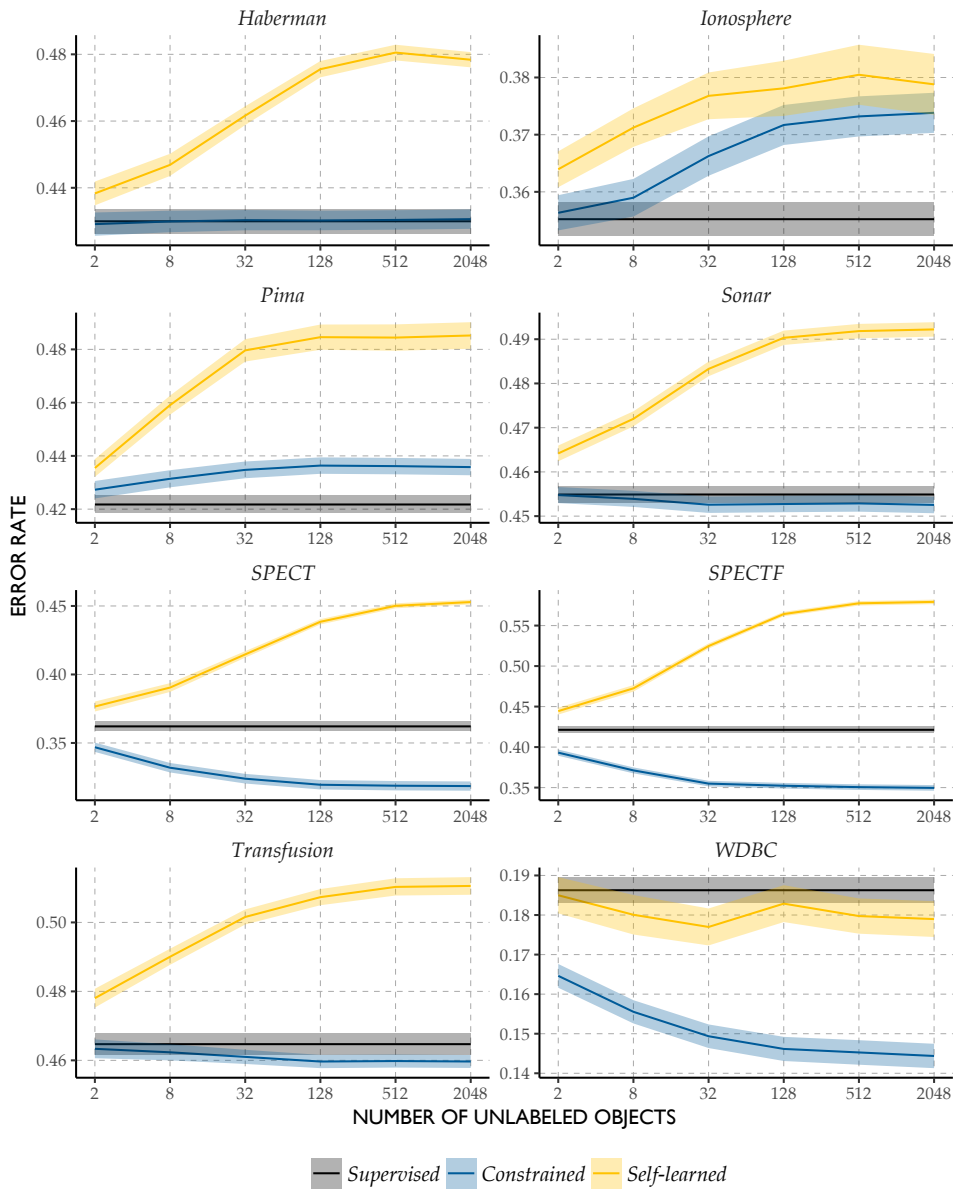 Haberman
Ionosphere
0.48
0.46
0.44
2 8 32 128 512 2048
0.38
0.37
0.36
2 8 32 128 512 2048
Pima
Sonar
0.48
0.46
0.44
0.42
2 8 32 128 512 2048
0.49
0.48
0.47
0.46
0.45
2 8 32 128 512 2048
ERROR RATE
SPECT
SPECTF
0.45
0.40
0.35
2 8 32 128 512 2048
0.55
0.50
0.45
0.40
0.35
2 8 32 128 512 2048
Transfusion
WDBC
0.50
0.48
0.46
2 8 32 128 512 2048
0.19
0.18
0.17
0.16
0.15
0.14
2 8 32 128 512 2048
NUMBER OF UNLABELED OBJECTS
Supervised Constrained Self-learned